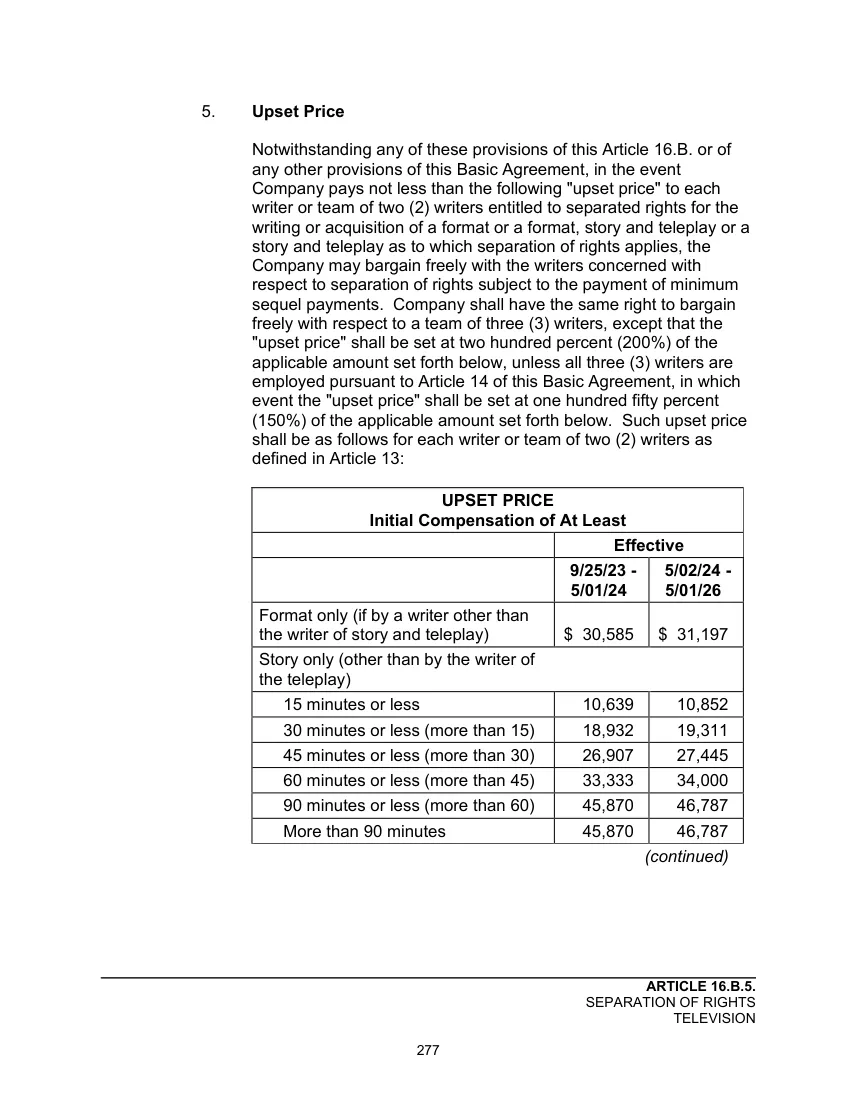 5. Upset Price
Notwithstanding any of these provisions of this Article 16.B. or of
any other provisions of this Basic Agreement, in the event
Company pays not less than the following "upset price" to each
writer or team of two (2) writers entitled to separated rights for the
writing or acquisition of a format or a format, story and teleplay or a
story and teleplay as to which separation of rights applies, the
Company may bargain freely with the writers concerned with
respect to separation of rights subject to the payment of minimum
sequel payments.  Company shall have the same right to bargain
freely with respect to a team of three (3) writers, except that the
"upset price" shall be set at two hundred percent (200%) of the
applicable amount set forth below, unless all three (3) writers are
employed pursuant to Article 14 of this Basic Agreement, in which
event the "upset price" shall be set at one hundred fifty percent
(150%) of the applicable amount set forth below.  Such upset price
shall be as follows for each writer or team of two (2) writers as
defined in Article 13:
UPSET PRICE
Initial Compensation of At Least
Effective
9/25/23 - 5/02/24 -
5/01/24 5/01/26
Format only (if by a writer other than
the writer of story and teleplay) $ 30,585 $ 31,197
Story only (other than by the writer of
the teleplay)
15 minutes or less 10,639 10,852
30 minutes or less (more than 15) 18,932 19,311
45 minutes or less (more than 30) 26,907 27,445
60 minutes or less (more than 45) 33,333 34,000
90 minutes or less (more than 60) 45,870 46,787
More than 90 minutes 45,870 46,787
(continued)
ARTICLE 16.B.5.
SEPARATION OF RIGHTS
TELEVISION
277